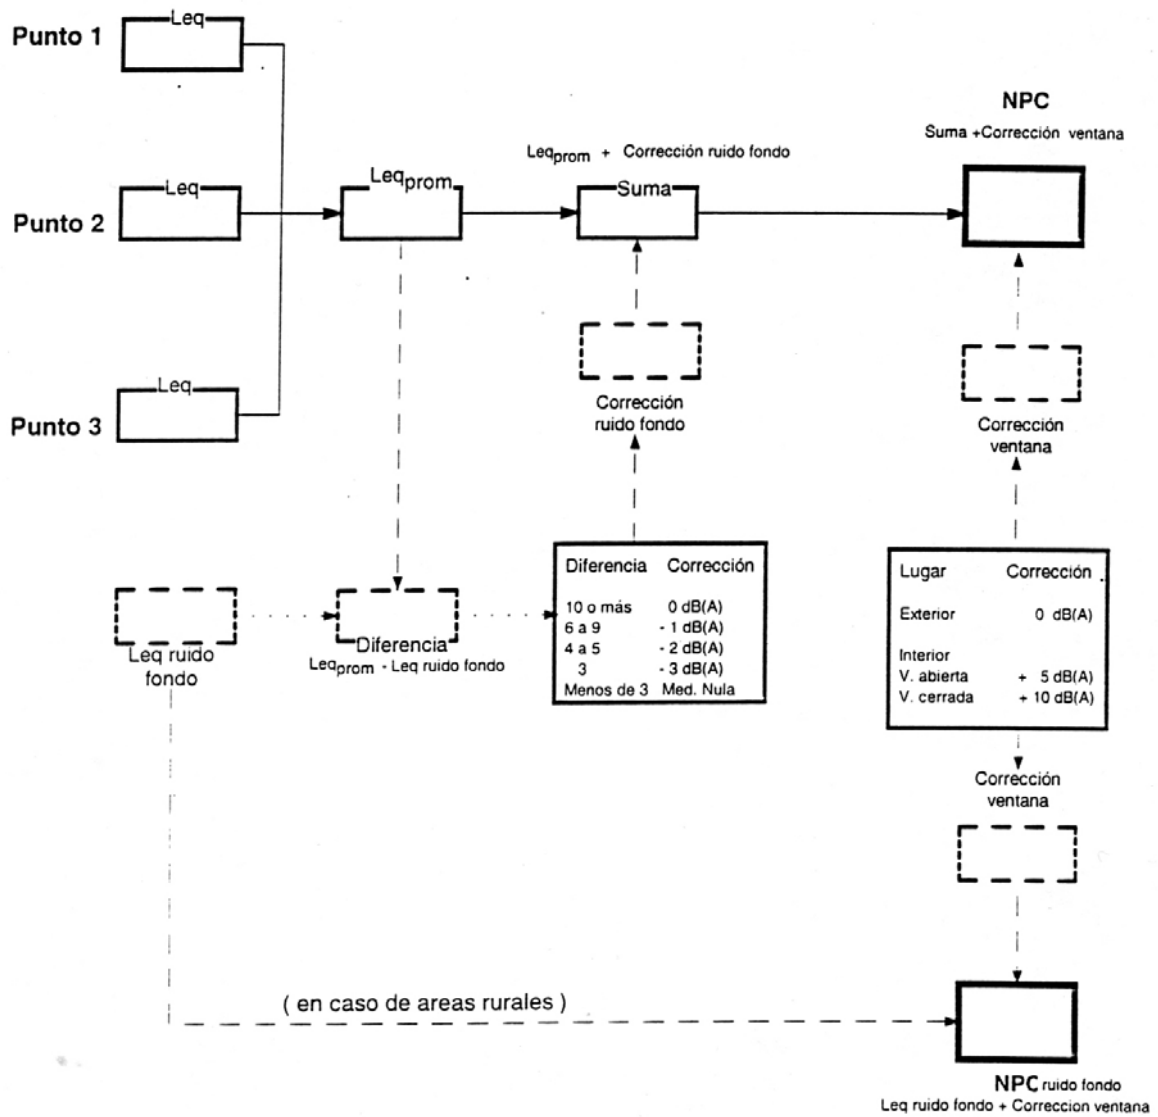 Punto 1
Leq
Punto 2
Leq
Punto 3
Leq
Leqprom
Leqprom + Corrección ruido fondo
Suma
NPC
Suma +Corrección ventana
Corrección
ruido fondo
Corrección
ventana
Leq ruido
fondo
Diferencia
Leqprom - Leq ruido fondo
Diferencia Corrección
10 o más 0 dB(A)
6 a 9 - 1 dB(A)
4 a 5 - 2 dB(A)
3 - 3 dB(A)
Menos de 3 Med. Nula
Lugar Corrección
Exterior 0 dB(A)
Interior
V. abierta + 5 dB(A)
V. cerrada + 10 dB(A)
Corrección
ventana
( en caso de areas rurales )
NPC ruido fondo
Leq ruido fondo + Correccion ventana